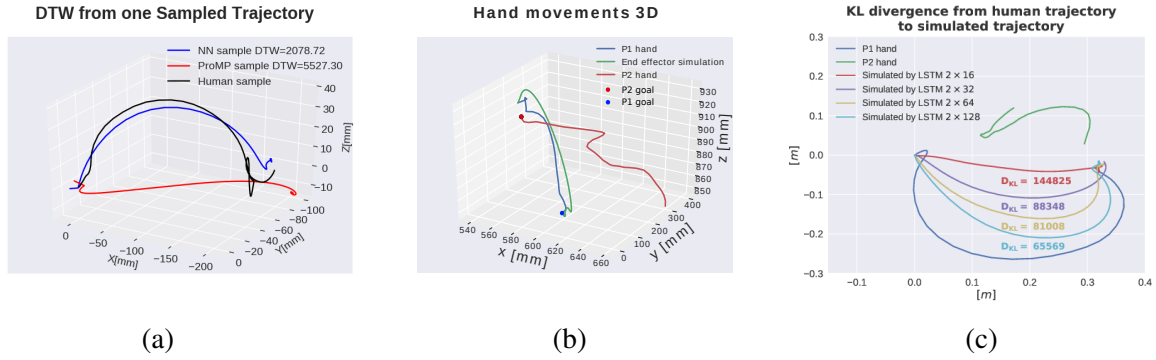 DTW from one Sampled Trajectory
NN sample DTW=2078.72
ProMP sample DTW=5527.30
Human sample
40
30
20
10
0
−10
Z[mm]
0
−50
−100
−150
−200
X[mm]
0
−20
−40
−60
−80
−100
Y[mm]
(a)
Hand movements 3D
P1 hand
End effector simulation
P2 hand
P2 goal
P1 goal
930
920
910
900
890
880
870
860
850
z [mm]
540
560
580
600
620
640
660
x [mm]
0
100
200
300
400
y [mm]
(b)
KL divergence from human trajectory
to simulated trajectory
P1 hand
P2 hand
Simulated by LSTM 2 × 16
Simulated by LSTM 2 × 32
Simulated by LSTM 2 × 64
Simulated by LSTM 2 × 128
0.3
0.2
0.1
0.0
−0.1
−0.2
−0.3
[m]
D_KL = 144825
D_KL = 88348
D_KL = 81008
D_KL = 65569
−0.1
0.0
0.1
0.2
0.3
0.4
[m]
(c)